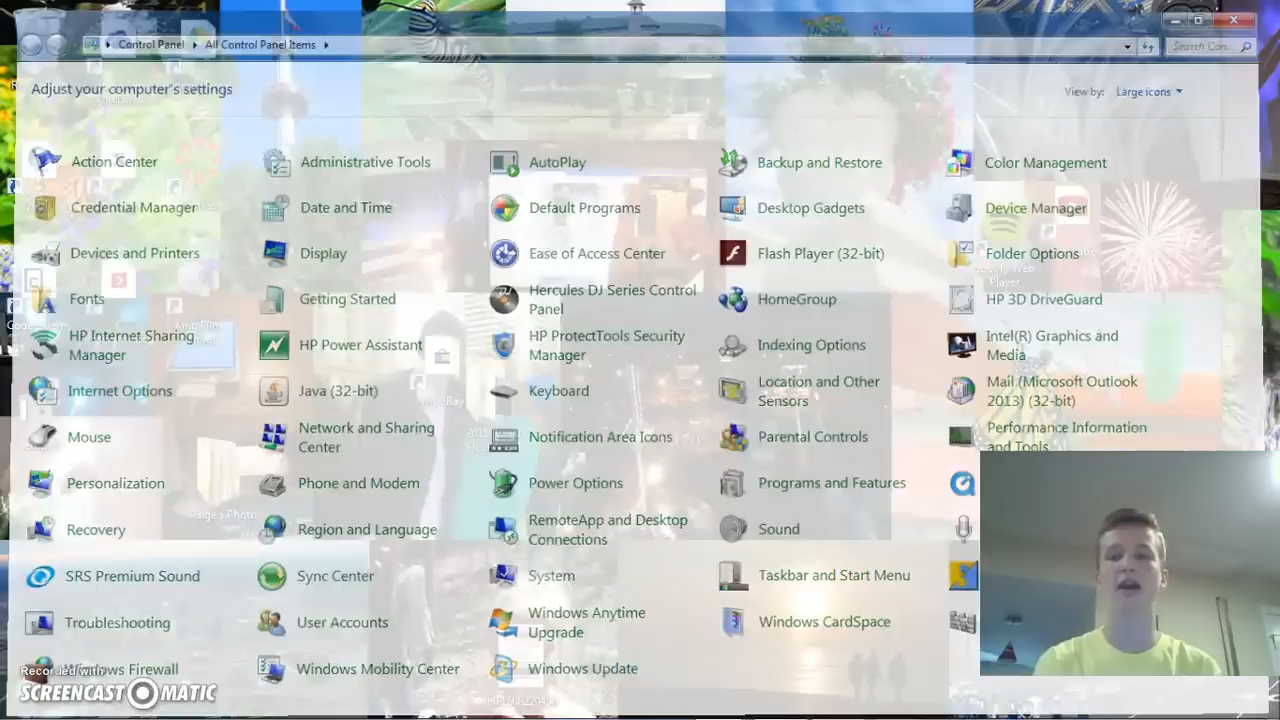 Control Panel
All Control Panel Items
Search Con...
Adjust your computer's settings
View by:
Large icons
Action Center
Administrative Tools
AutoPlay
Backup and Restore
Color Management
Credential Manager
Date and Time
Default Programs
Desktop Gadgets
Device Manager
Devices and Printers
Display
Ease of Access Center
Flash Player (32-bit)
Folder Options
Player
Fonts
Getting Started
Hercules DJ Series Control
Panel
HomeGroup
HP 3D DriveGuard
HP Internet Sharing
Manager
HP Power Assistant
HP ProtectTools Security
Manager
Indexing Options
Intel(R) Graphics and
Media
Internet Options
Java (32-bit)
Keyboard
Location and Other
Sensors
Mail (Microsoft Outlook
2013) (32-bit)
Mouse
Network and Sharing
Center
Notification Area Icons
Parental Controls
Performance Information
and Tools
Personalization
Phone and Modem
Power Options
Programs and Features
Paige's Photo
Recovery
Region and Language
RemoteApp and Desktop
Connections
Sound
SRS Premium Sound
Sync Center
System
Taskbar and Start Menu
Troubleshooting
User Accounts
Windows Anytime
Upgrade
Windows CardSpace
Windows Firewall
Windows Mobility Center
Windows Update
Recorded with
SCREENCAST-O-MATIC